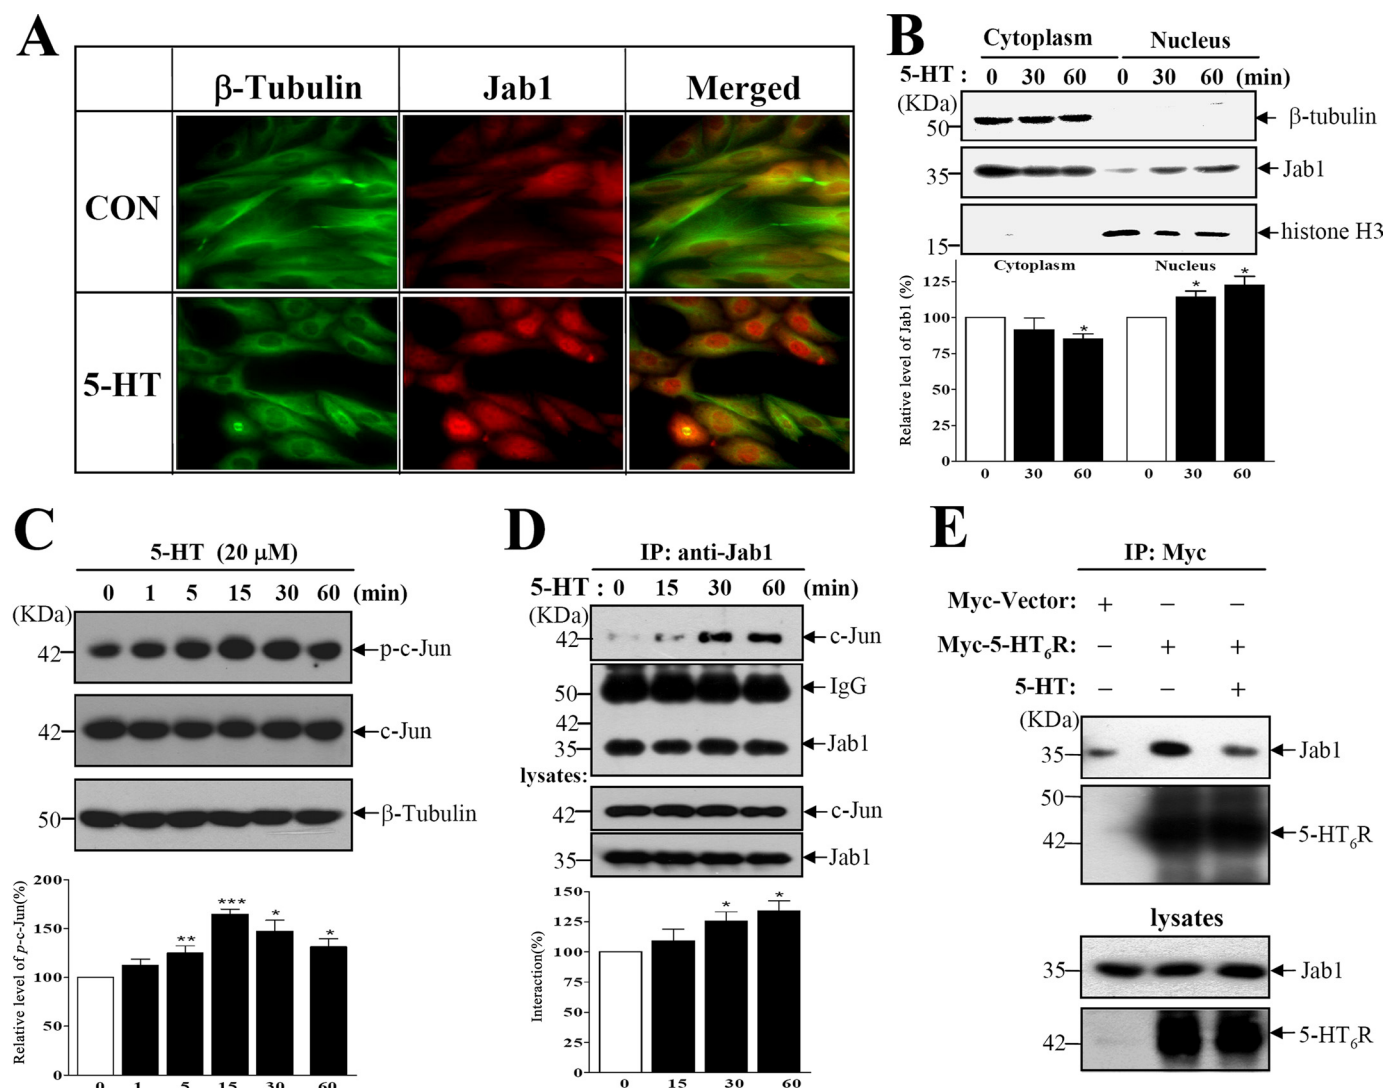 A
β-Tubulin Jab1 Merged
CON
5-HT
B
Cytoplasm Nucleus
5-HT : 0 30 60 0 30 60 (min)
(KDa)
50 β-tubulin
35 Jab1
15 histone H3
Cytoplasm Nucleus
Relative level of Jab1 (%)
125
100
75
50
25
0
* * *
0 30 60 0 30 60
C
5-HT (20 μM)
0 1 5 15 30 60 (min)
(KDa)
42 p-c-Jun
42 c-Jun
50 β-Tubulin
Relative level of p-c-Jun(%)
200
150
100
50
0
** *** * *
0 1 5 15 30 60
D
IP: anti-Jab1
5-HT : 0 15 30 60 (min)
(KDa)
42 c-Jun
50 IgG
42
35 Jab1
lysates:
42 c-Jun
35 Jab1
Interaction(%)
150
125
100
75
50
25
0
* *
0 15 30 60
E
IP: Myc
Myc-Vector: + − −
Myc-5-HT₆R: − + +
5-HT: − − +
(KDa)
35 Jab1
50
42 5-HT₆R
lysates
35 Jab1
42 5-HT₆R